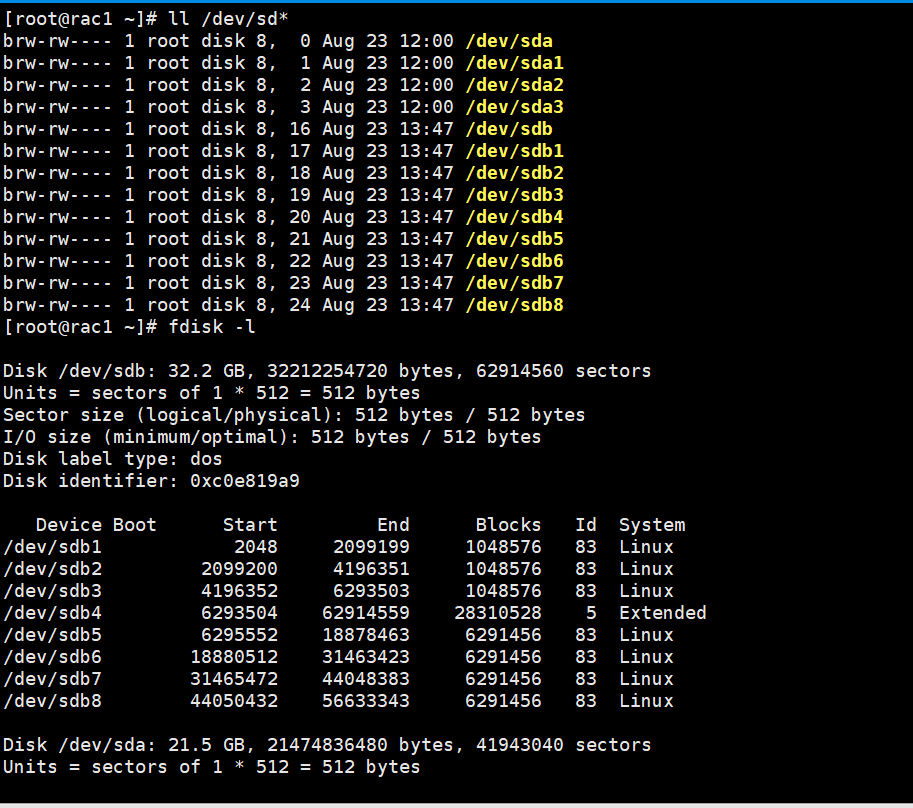 [root@rac1 ~]# ll /dev/sd*
brw-rw---- 1 root disk 8,  0 Aug 23 12:00 /dev/sda
brw-rw---- 1 root disk 8,  1 Aug 23 12:00 /dev/sda1
brw-rw---- 1 root disk 8,  2 Aug 23 12:00 /dev/sda2
brw-rw---- 1 root disk 8,  3 Aug 23 12:00 /dev/sda3
brw-rw---- 1 root disk 8, 16 Aug 23 13:47 /dev/sdb
brw-rw---- 1 root disk 8, 17 Aug 23 13:47 /dev/sdb1
brw-rw---- 1 root disk 8, 18 Aug 23 13:47 /dev/sdb2
brw-rw---- 1 root disk 8, 19 Aug 23 13:47 /dev/sdb3
brw-rw---- 1 root disk 8, 20 Aug 23 13:47 /dev/sdb4
brw-rw---- 1 root disk 8, 21 Aug 23 13:47 /dev/sdb5
brw-rw---- 1 root disk 8, 22 Aug 23 13:47 /dev/sdb6
brw-rw---- 1 root disk 8, 23 Aug 23 13:47 /dev/sdb7
brw-rw---- 1 root disk 8, 24 Aug 23 13:47 /dev/sdb8
[root@rac1 ~]# fdisk -l

Disk /dev/sdb: 32.2 GB, 32212254720 bytes, 62914560 sectors
Units = sectors of 1 * 512 = 512 bytes
Sector size (logical/physical): 512 bytes / 512 bytes
I/O size (minimum/optimal): 512 bytes / 512 bytes
Disk label type: dos
Disk identifier: 0xc0e819a9

   Device Boot      Start         End      Blocks   Id  System
/dev/sdb1            2048     2099199     1048576   83  Linux
/dev/sdb2         2099200     4196351     1048576   83  Linux
/dev/sdb3         4196352     6293503     1048576   83  Linux
/dev/sdb4         6293504    62914559    28310528    5  Extended
/dev/sdb5         6295552    18878463     6291456   83  Linux
/dev/sdb6        18880512    31463423     6291456   83  Linux
/dev/sdb7        31465472    44048383     6291456   83  Linux
/dev/sdb8        44050432    56633343     6291456   83  Linux

Disk /dev/sda: 21.5 GB, 21474836480 bytes, 41943040 sectors
Units = sectors of 1 * 512 = 512 bytes